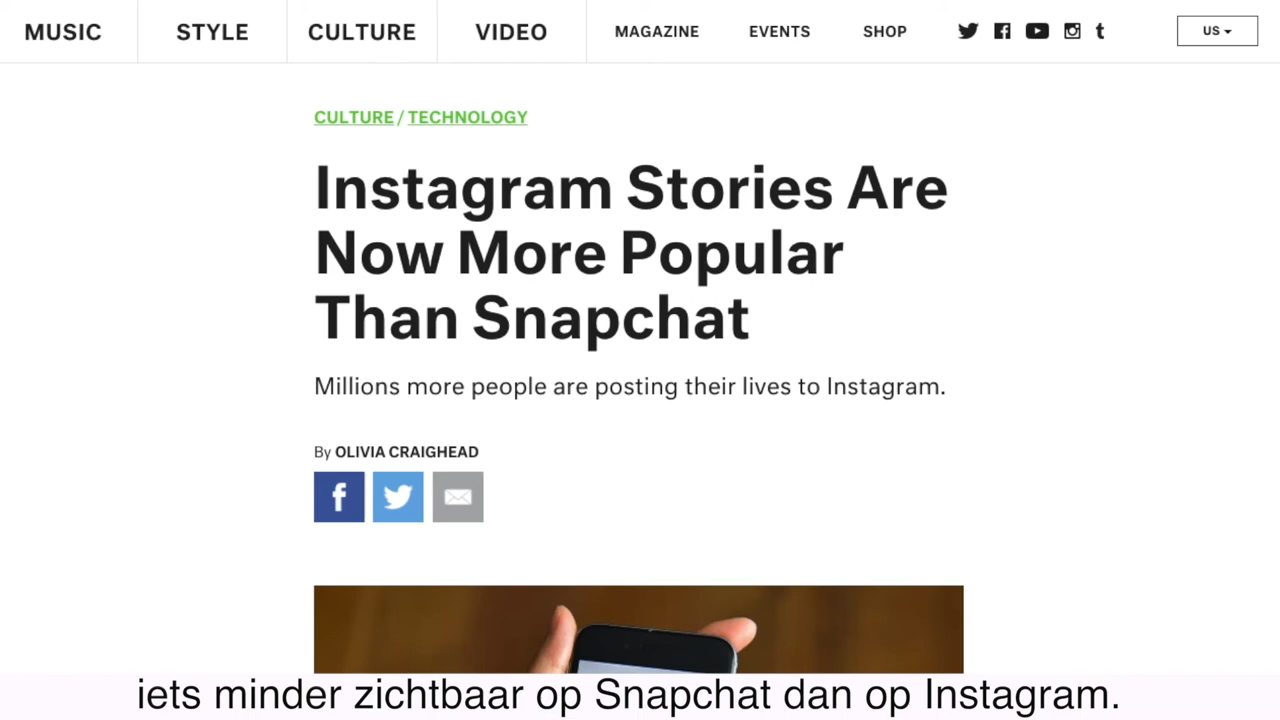 MUSIC STYLE CULTURE VIDEO MAGAZINE EVENTS SHOP US
CULTURE / TECHNOLOGY
Instagram Stories Are
Now More Popular
Than Snapchat
Millions more people are posting their lives to Instagram.
By OLIVIA CRAIGHEAD
iets minder zichtbaar op Snapchat dan op Instagram.